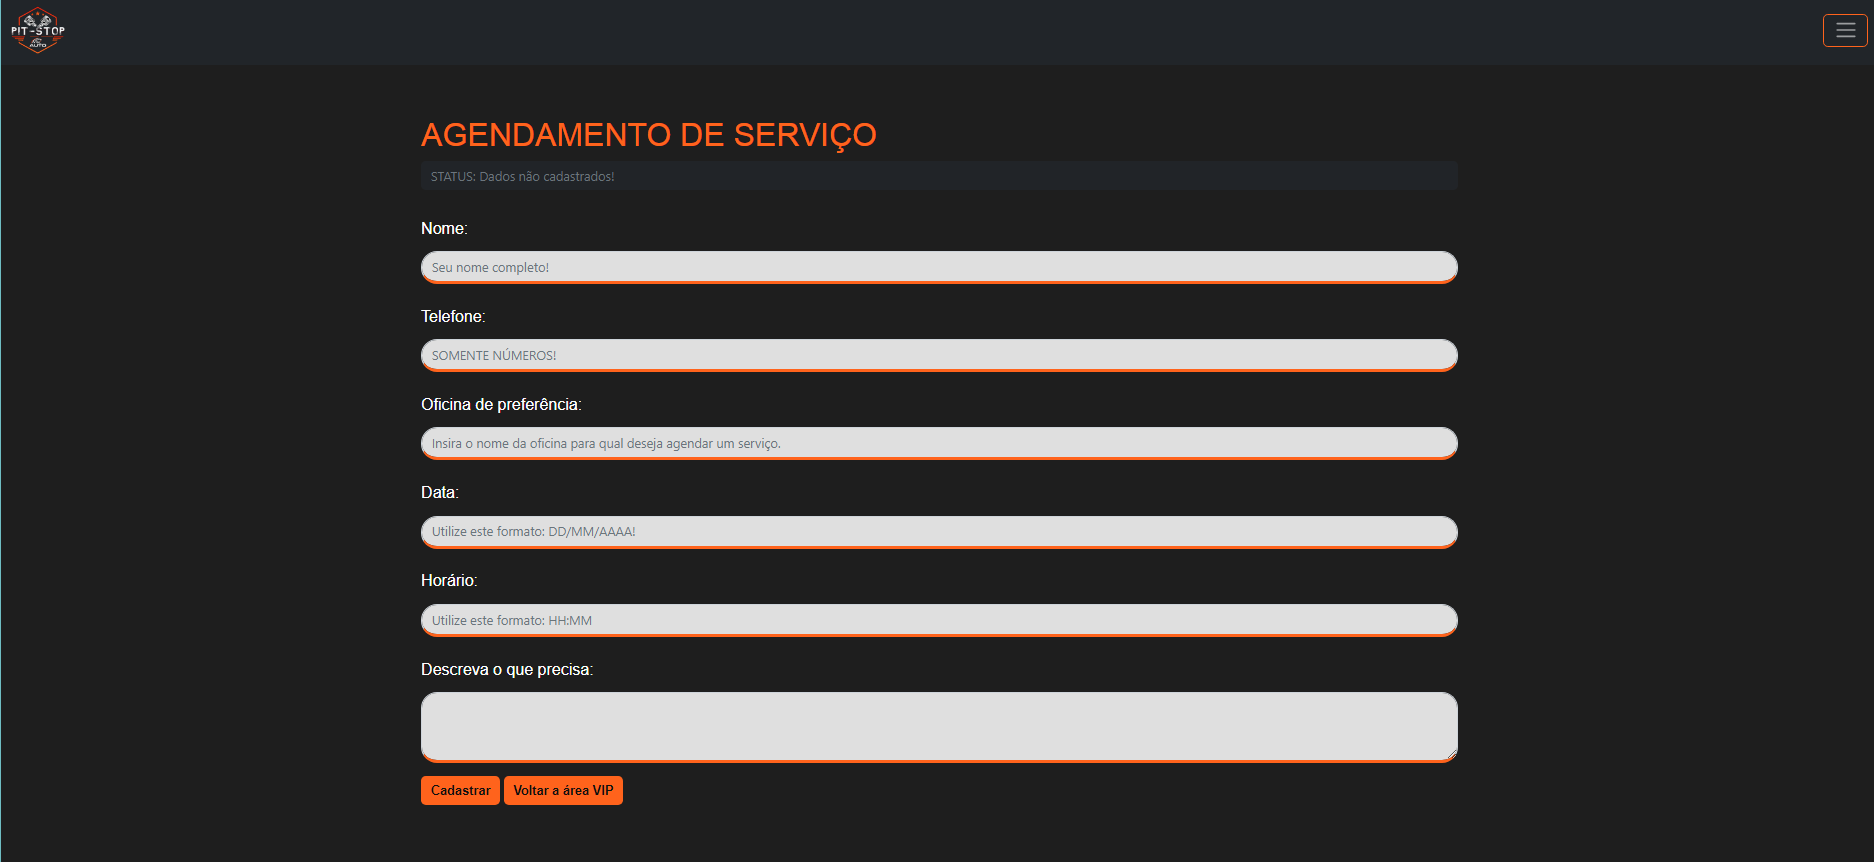 PIT-STOP
AUTO
AGENDAMENTO DE SERVIÇO
STATUS: Dados não cadastrados!
Nome:
Seu nome completo!
Telefone:
SOMENTE NÚMEROS!
Oficina de preferência:
Insira o nome da oficina para qual deseja agendar um serviço.
Data:
Utilize este formato: DD/MM/AAAA!
Horário:
Utilize este formato: HH:MM
Descreva o que precisa:
Cadastrar Voltar a área VIP